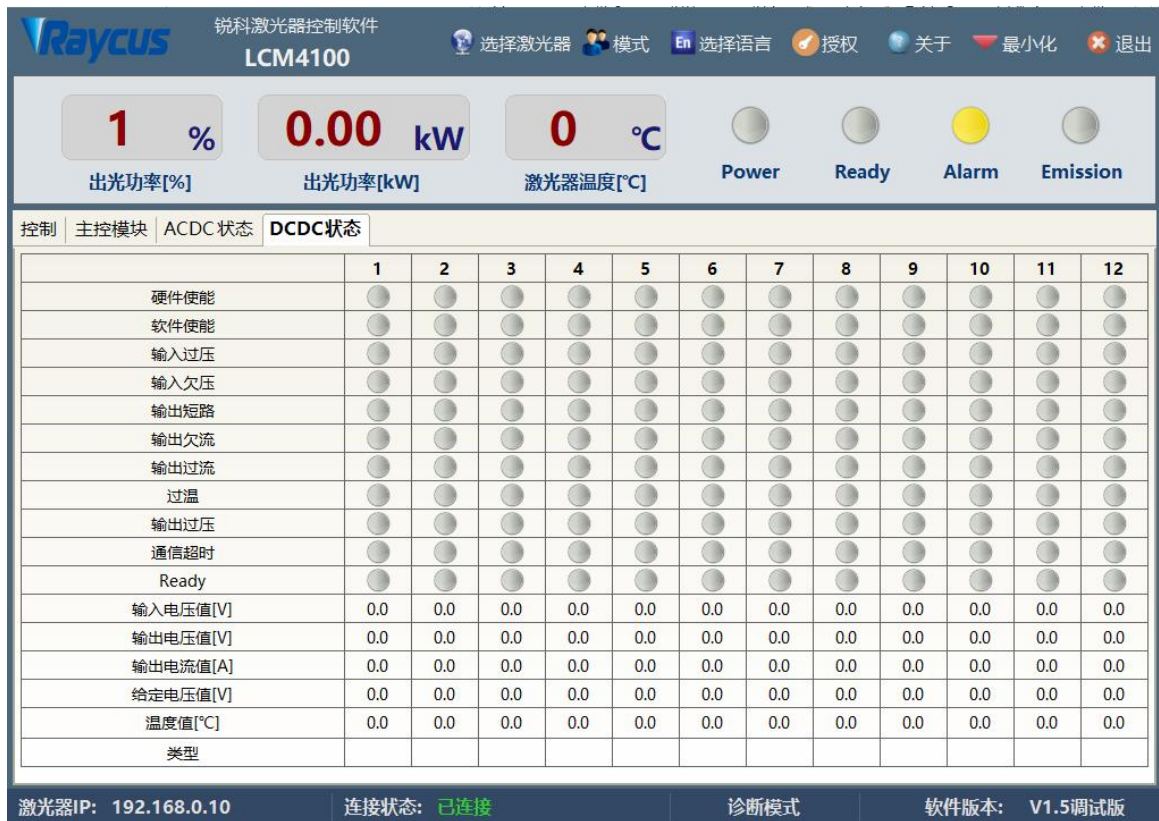 Raycus
锐科激光器控制软件
LCM4100
选择激光器 模式 En 选择语言 授权 关于 最小化 退出
1 % 0.00 kW 0 ℃
出光功率[%] 出光功率[kW] 激光器温度[℃] Power Ready Alarm Emission
控制 主控模块 ACDC状态 DCDC状态
1 2 3 4 5 6 7 8 9 10 11 12
硬件使能
软件使能
输入过压
输入欠压
输出短路
输出欠流
输出过流
过温
输出过压
通信超时
Ready
输入电压值[V] 0.0 0.0 0.0 0.0 0.0 0.0 0.0 0.0 0.0 0.0 0.0 0.0
输出电压值[V] 0.0 0.0 0.0 0.0 0.0 0.0 0.0 0.0 0.0 0.0 0.0 0.0
输出电流值[A] 0.0 0.0 0.0 0.0 0.0 0.0 0.0 0.0 0.0 0.0 0.0 0.0
给定电压值[V] 0.0 0.0 0.0 0.0 0.0 0.0 0.0 0.0 0.0 0.0 0.0 0.0
温度值[℃] 0.0 0.0 0.0 0.0 0.0 0.0 0.0 0.0 0.0 0.0 0.0 0.0
类型
激光器IP: 192.168.0.10 连接状态: 已连接 诊断模式 软件版本: V1.5调试版